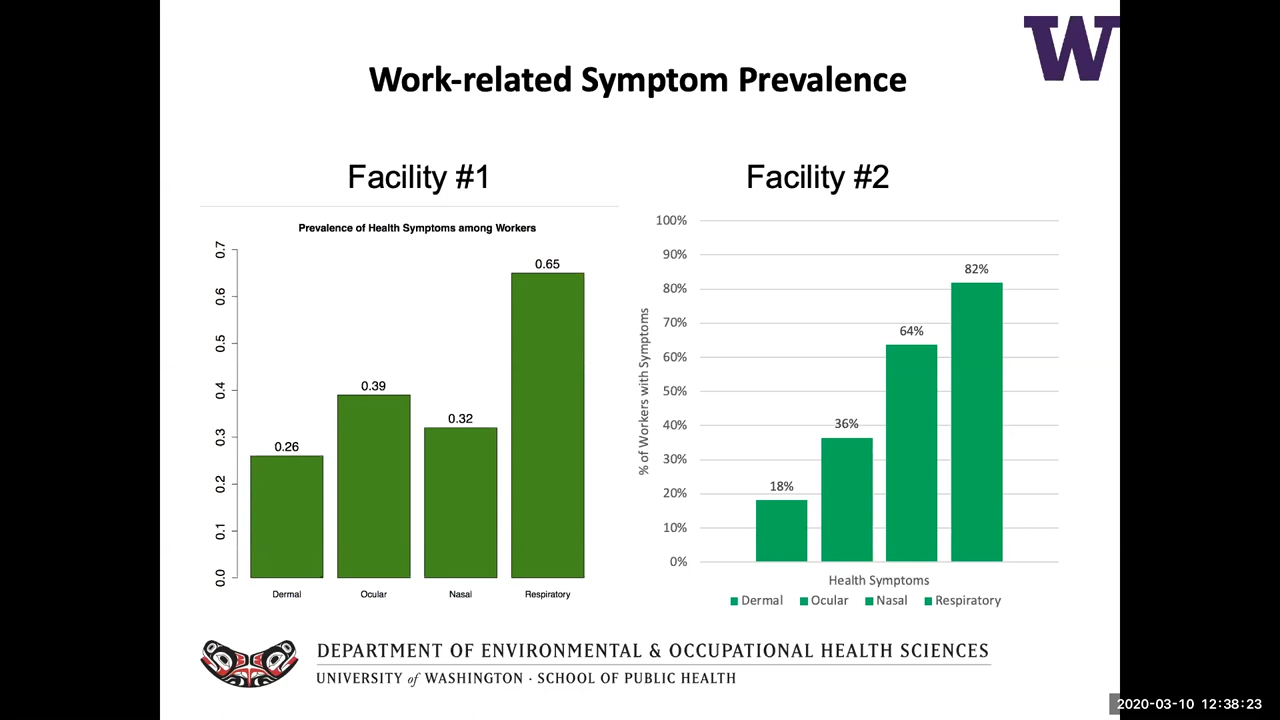 W
Work-related Symptom Prevalence
Facility #1
Prevalence of Health Symptoms among Workers
0.7
0.6
0.5
0.4
0.3
0.2
0.1
0.0
0.26
0.39
0.32
0.65
Dermal Ocular Nasal Respiratory
Facility #2
% of Workers with Symptoms
100%
90%
80%
70%
60%
50%
40%
30%
20%
10%
0%
18%
36%
64%
82%
Health Symptoms
Dermal Ocular Nasal Respiratory
DEPARTMENT OF ENVIRONMENTAL & OCCUPATIONAL HEALTH SCIENCES
UNIVERSITY of WASHINGTON · SCHOOL OF PUBLIC HEALTH
2020-03-10 12:38:23